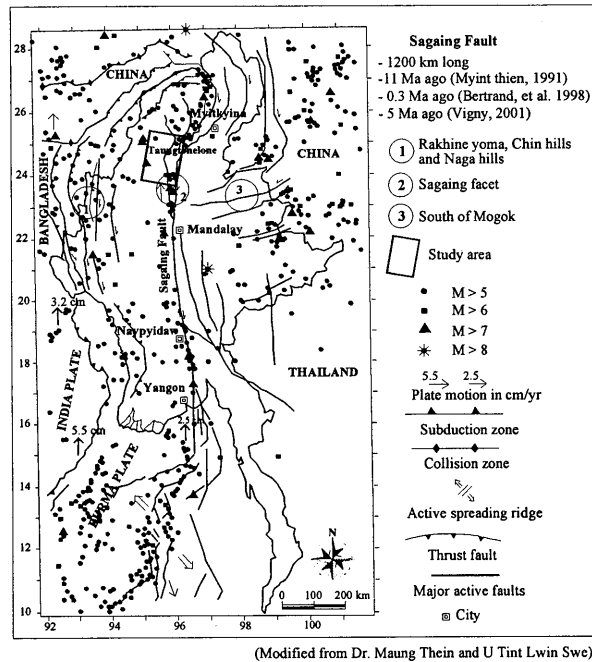 Sagaing Fault
- 1200 km long
-11 Ma ago (Myint thien, 1991)
- 0.3 Ma ago (Bertrand, et al. 1998)
- 5 Ma ago (Vigny, 2001)
1 Rakhine yoma, Chin hills
and Naga hills
2 Sagaing facet
3 South of Mogok
Study area
M > 5
M > 6
M > 7
M > 8
5.5 2.5
Plate motion in cm/yr
Subduction zone
Collision zone
Active spreading ridge
Thrust fault
Major active faults
City
28
26
24
22
20
18
16
14
12
10
92
94
96
98
100
CHINA
Myitkyina
CHINA
BANGLADESH
1
2
3
Mandalay
Sagaing Fault
3.2 cm
Naypyidaw
THAILAND
INDIA PLATE
Yangon
5.5 cm
BURMA PLATE
N
0 100 200 km
(Modified from Dr. Maung Thein and U Tint Lwin Swe)